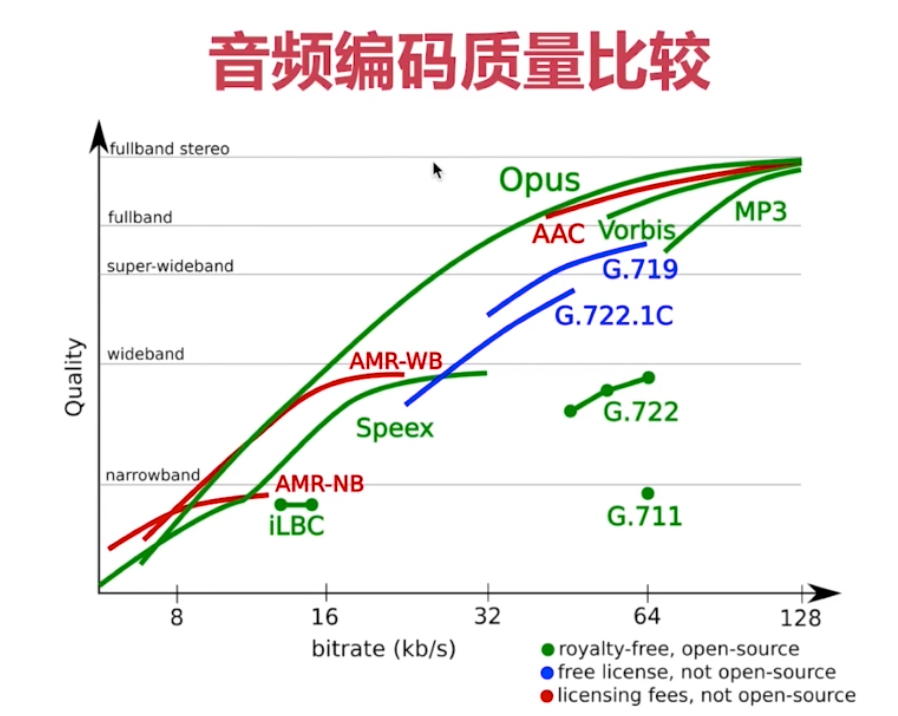 音频编码质量比较
fullband stereo
Opus
fullband
AAC
Vorbis
MP3
super-wideband
G.719
G.722.1C
wideband
AMR-WB
Quality
Speex
G.722
narrowband
AMR-NB
iLBC
G.711
8 16 32 64 128
bitrate (kb/s)
royalty-free, open-source
free license, not open-source
licensing fees, not open-source